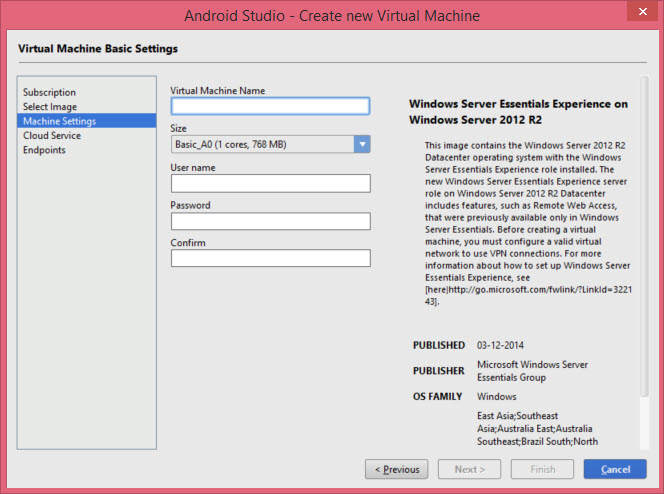 Android Studio - Create new Virtual Machine
Virtual Machine Basic Settings
Subscription
Select Image
Machine Settings
Cloud Service
Endpoints
Virtual Machine Name
Size
Basic_A0 (1 cores, 768 MB)
User name
Password
Confirm
Windows Server Essentials Experience on
Windows Server 2012 R2
This image contains the Windows Server 2012 R2
Datacenter operating system with the Windows
Server Essentials Experience role installed. The
new Windows Server Essentials Experience server
role on Windows Server 2012 R2 Datacenter
includes features, such as Remote Web Access,
that were previously available only in Windows
Server Essentials. Before creating a virtual
machine, you must configure a valid virtual
network to use VPN connections. For more
information about how to set up Windows Server
Essentials Experience, see
[here|http://go.microsoft.com/fwlink/?LinkId=3221
43].
PUBLISHED 03-12-2014
PUBLISHER Microsoft Windows Server
Essentials Group
OS FAMILY Windows
East Asia;Southeast
Asia;Australia East;Australia
Southeast;Brazil South;North
< Previous
Next >
Finish
Cancel